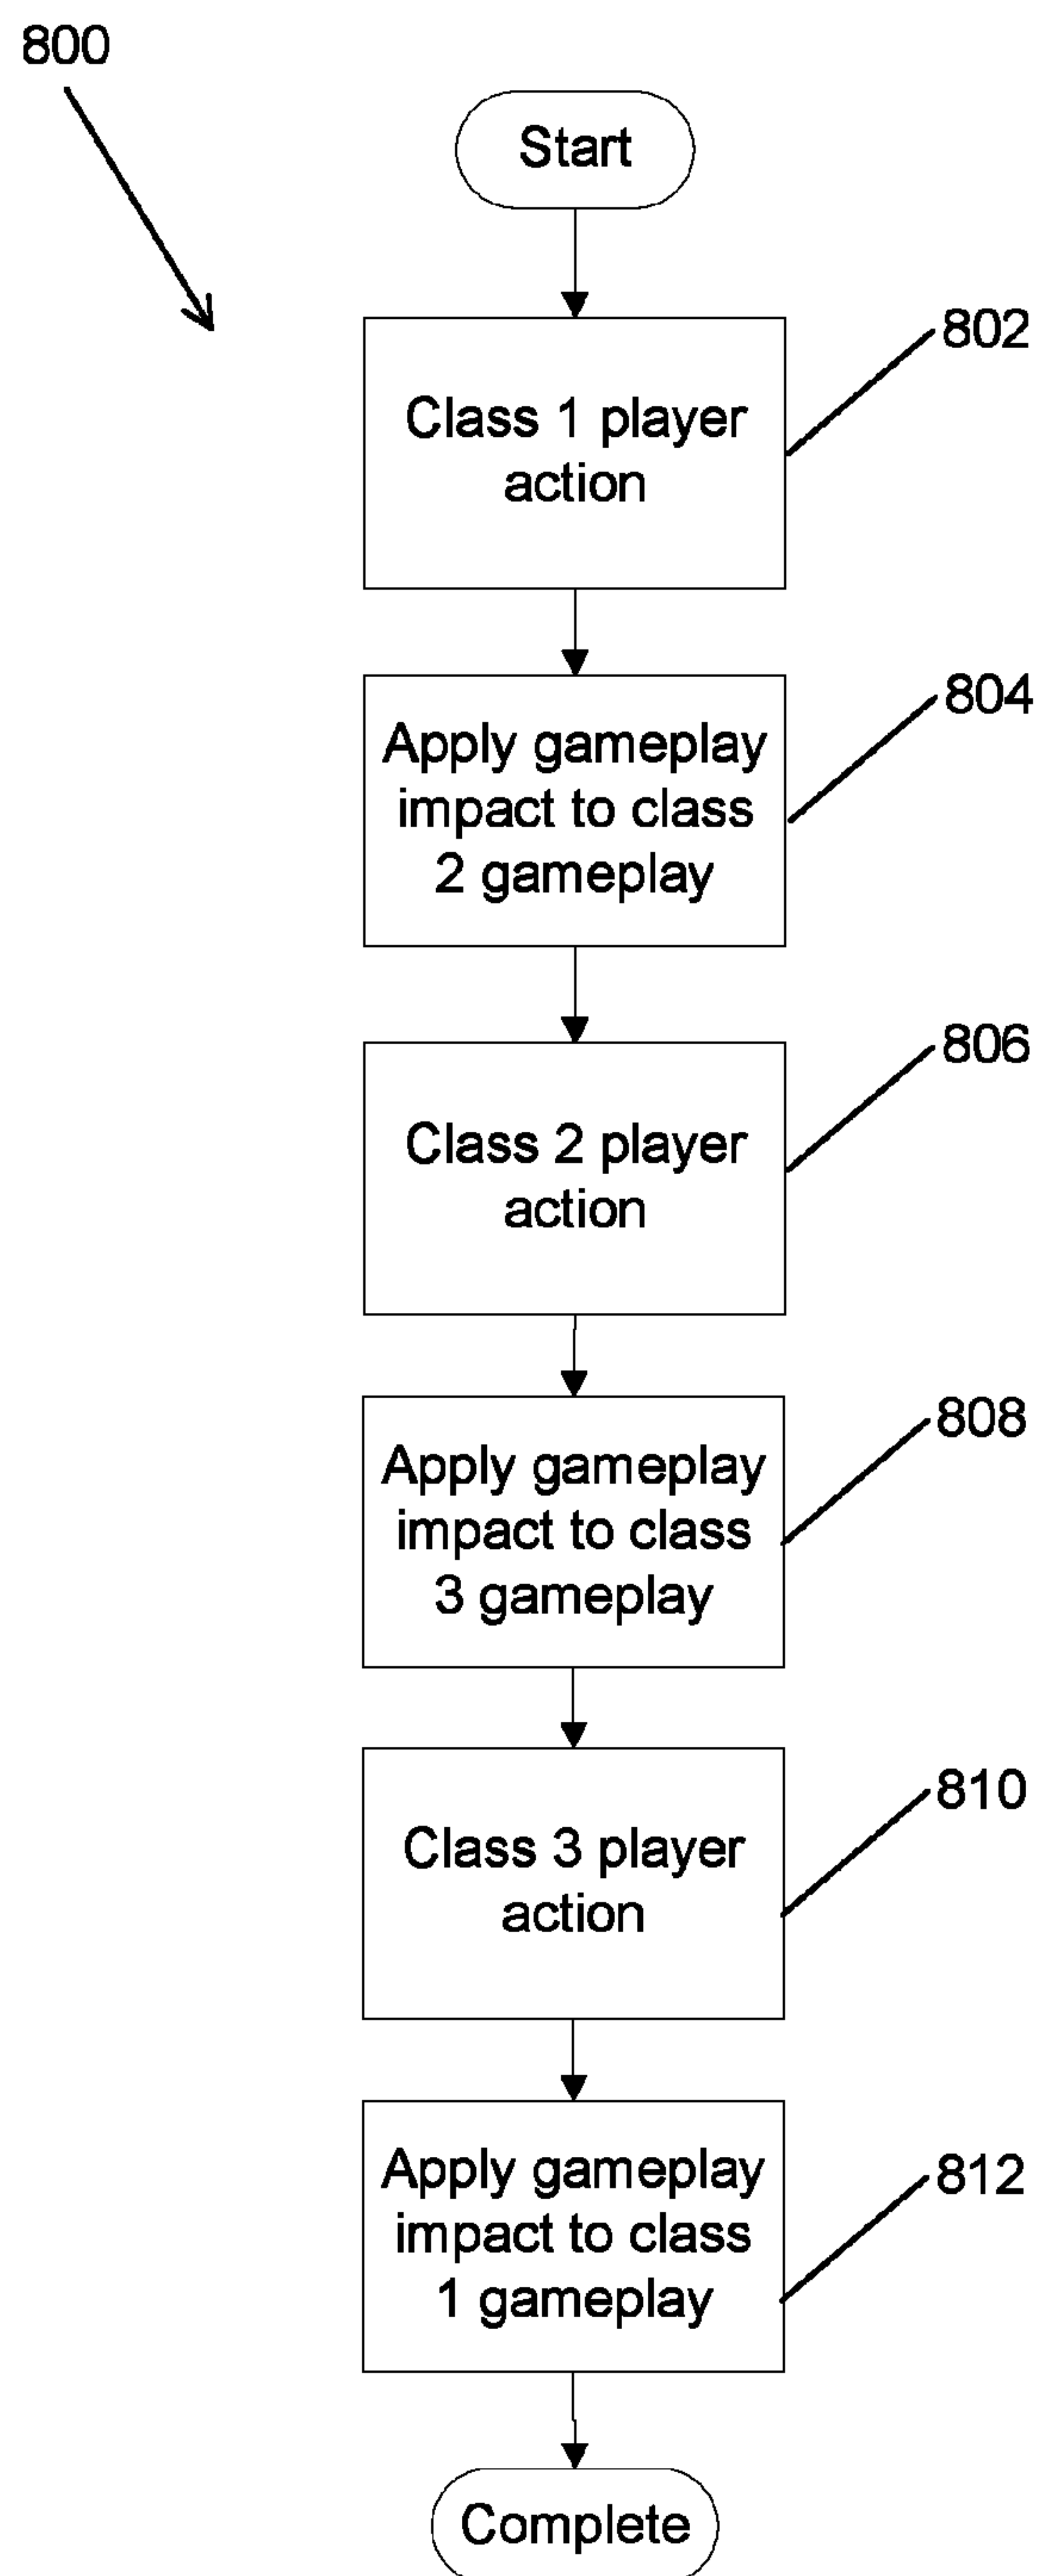 800
Start
802
Class 1 player
action
804
Apply gameplay
impact to class
2 gameplay
806
Class 2 player
action
808
Apply gameplay
impact to class
3 gameplay
810
Class 3 player
action
812
Apply gameplay
impact to class
1 gameplay
Complete